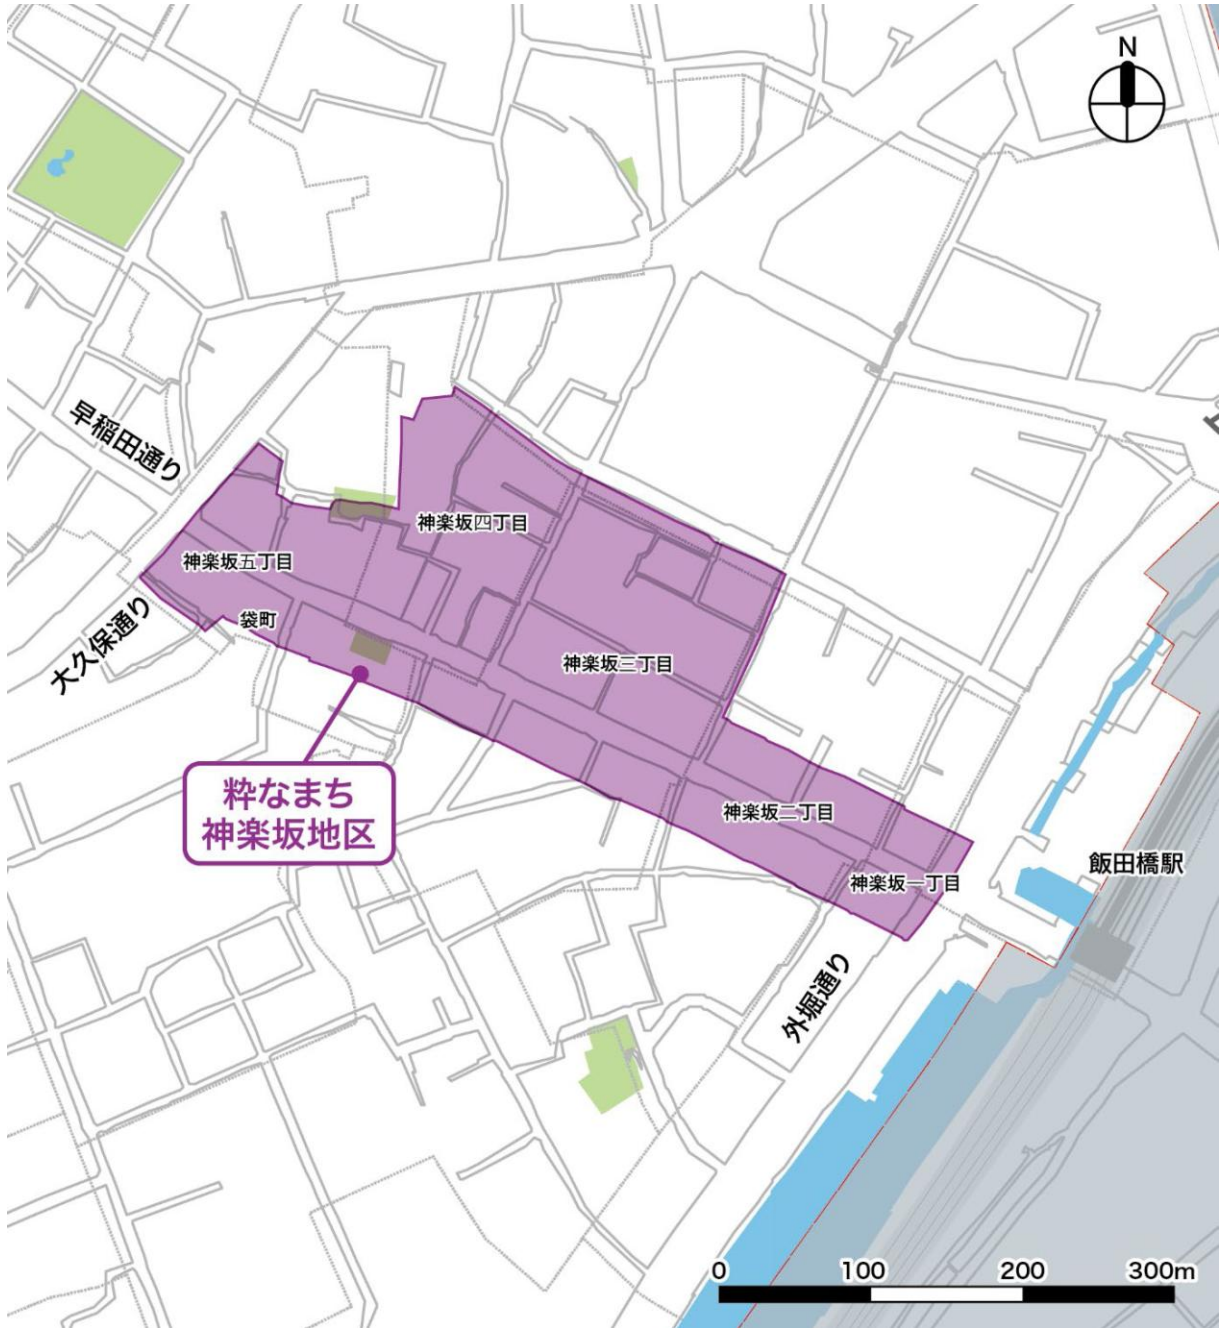 N
早稲田通り
神楽坂四丁目
神楽坂五丁目
袋町
大久保通り
神楽坂三丁目
粋なまち
神楽坂地区
神楽坂二丁目
神楽坂一丁目
飯田橋駅
外堀通り
0 100 200 300m